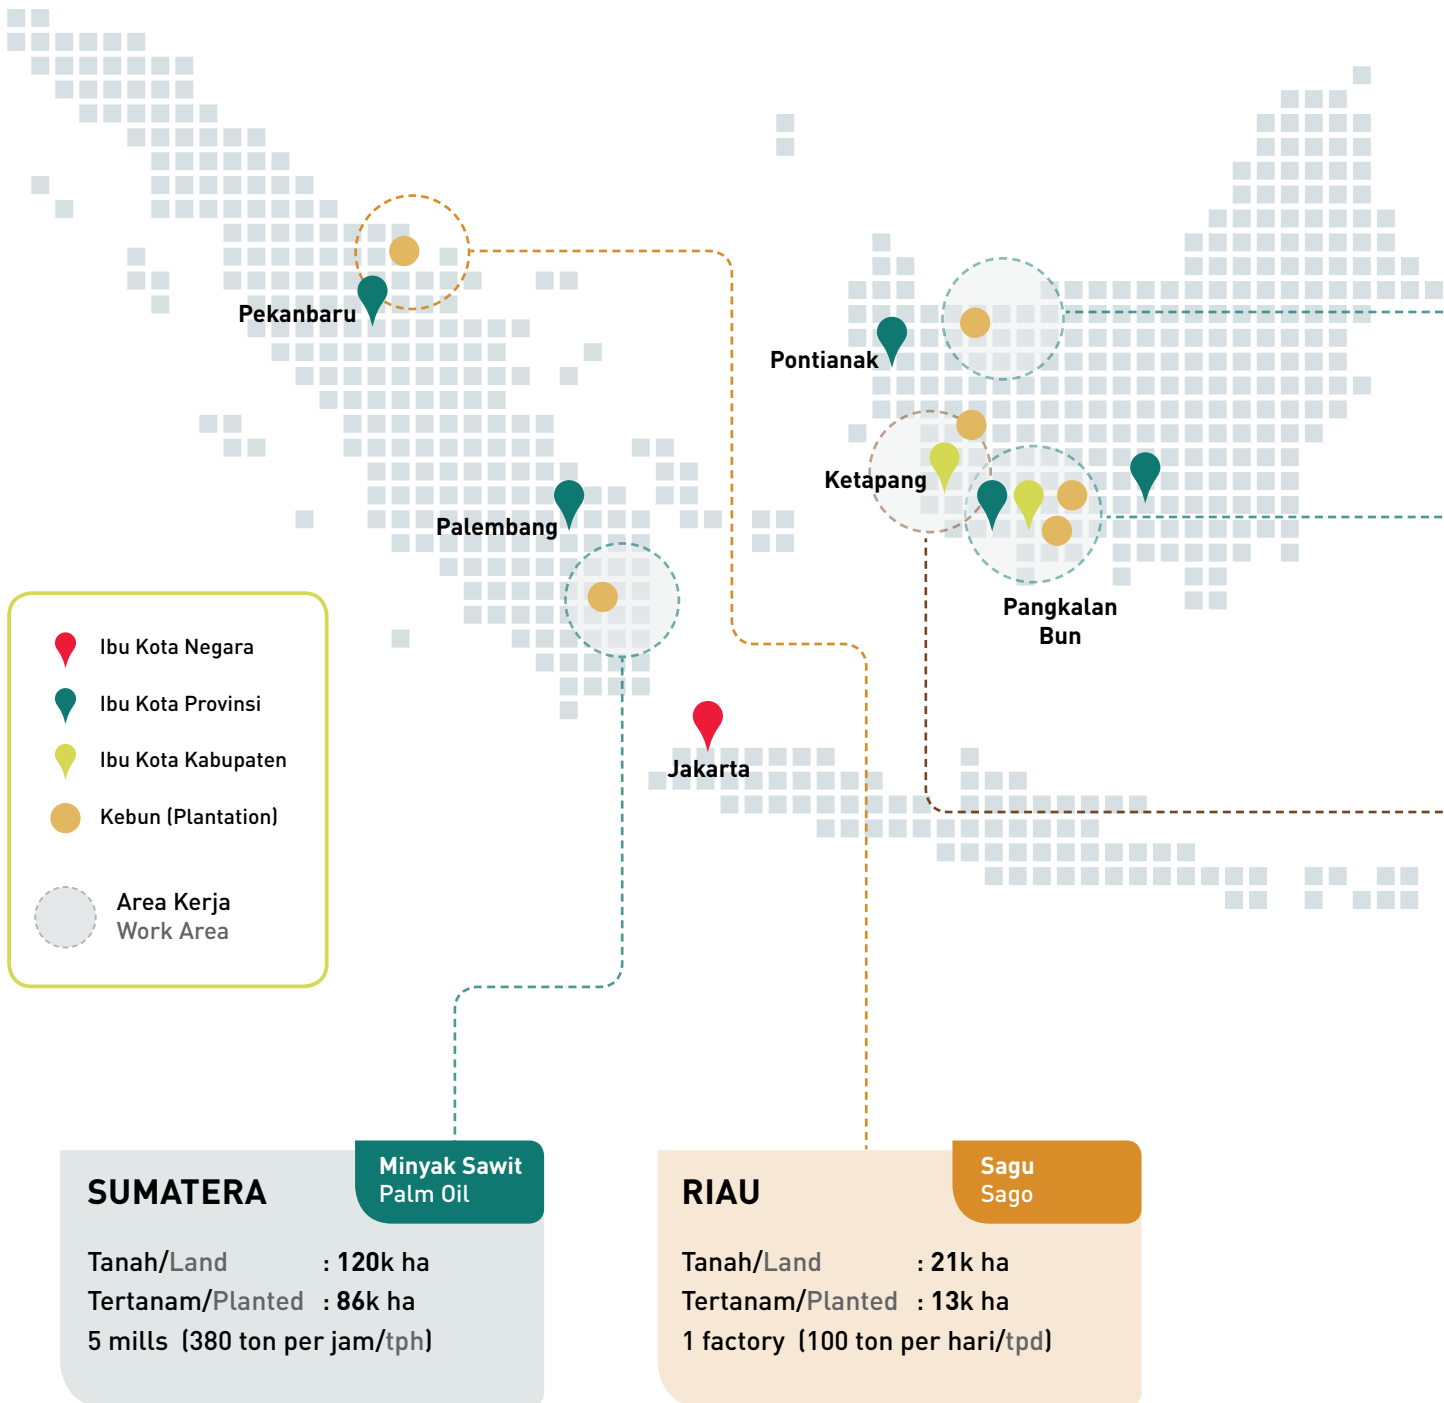 Pekanbaru
Pontianak
Ketapang
Palembang
Pangkalan
Bun
Jakarta
Ibu Kota Negara
Ibu Kota Provinsi
Ibu Kota Kabupaten
Kebun (Plantation)
Area Kerja
Work Area
SUMATERA
Minyak Sawit
Palm Oil
Tanah/Land : 120k ha
Tertanam/Planted : 86k ha
5 mills (380 ton per jam/tph)
RIAU
Sagu
Sago
Tanah/Land : 21k ha
Tertanam/Planted : 13k ha
1 factory (100 ton per hari/tpd)